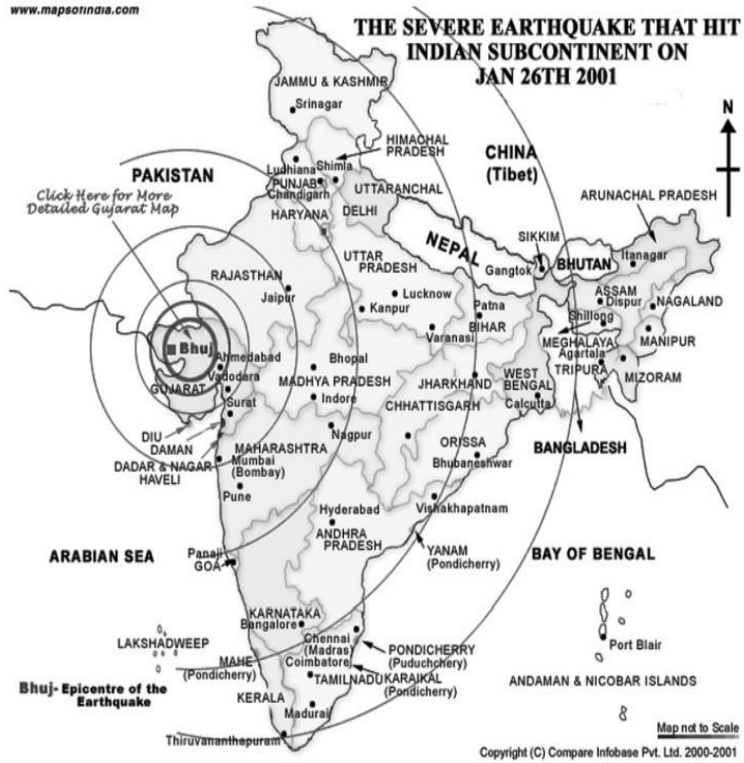 www.mapsofindia.com
THE SEVERE EARTHQUAKE THAT HIT
INDIAN SUBCONTINENT ON
JAN 26TH 2001
N
JAMMU & KASHMIR
Srinagar
HIMACHAL
PRADESH
CHINA
(Tibet)
PAKISTAN
Click Here for More
Detailed Gujarat Map
Ludhiana
Shimla
PUNJAB
Chandigarh
UTTARANCHAL
ARUNACHAL PRADESH
HARYANA
DELHI
NEPAL
SIKKIM
Gangtok
BHUTAN
Itanagar
RAJASTHAN
Jaipur
UTTAR
PRADESH
Lucknow
Kanpur
Patna
BIHAR
Varanasi
ASSAM
Dispur
NAGALAND
Shillong
MEGHALAYA
MANIPUR
Agartala
TRIPURA
MIZORAM
Bhuj
Ahmedabad
Vadodara
GUJARAT
Surat
Bhopal
MADHYA PRADESH
Indore
JHARKHAND
WEST
BENGAL
Calcutta
CHHATTISGARH
DIU
DAMAN
DADAR & NAGAR
HAVELI
MAHARASHTRA
Mumbai
(Bombay)
Nagpur
ORISSA
Bhubaneshwar
BANGLADESH
Pune
Hyderabad
ANDHRA
PRADESH
Vishakhapatnam
YANAM
(Pondicherry)
ARABIAN SEA
Panaji
GOA
BAY OF BENGAL
KARNATAKA
Bangalore
LAKSHADWEEP
MAHE
(Pondicherry)
Chennai
(Madras)
Coimbatore
PONDICHERRY
(Puduchchery)
Port Blair
TAMILNADU
KARAIKAL
(Pondicherry)
ANDAMAN & NICOBAR ISLANDS
Bhuj- Epicentre of the
Earthquake
KERALA
Madurai
Thiruvananthapuram
Map not to Scale
Copyright (C) Compare Infobase Pvt. Ltd. 2000-2001